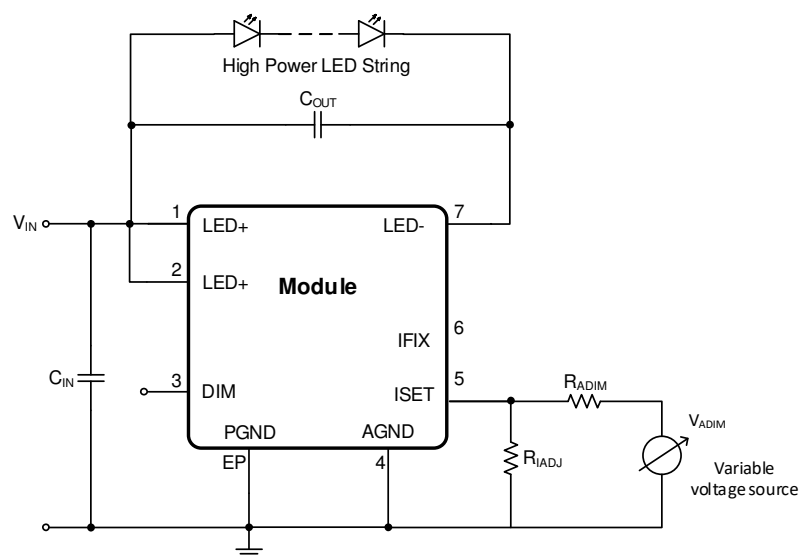 High Power LED String
COUT
VIN
1
LED+
LED-
7
2
LED+
Module
IFIX
6
CIN
3
DIM
ISET
5
RADIM
VADIM
PGND
AGND
EP
4
RIADJ
Variable
voltage source